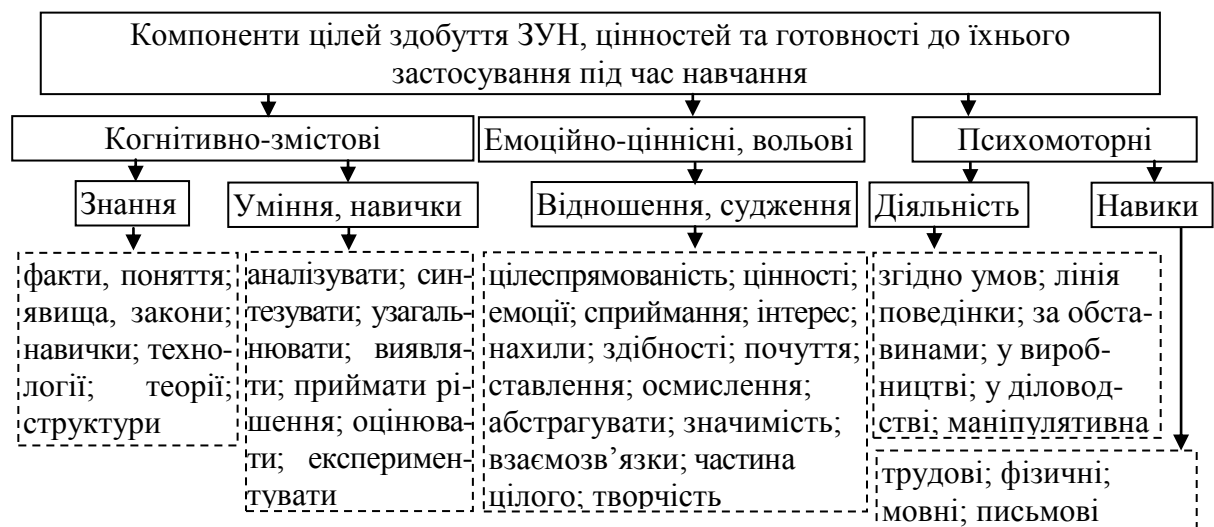 Компоненти цілей здобуття ЗУН, цінностей та готовності до їхнього
застосування під час навчання
Когнітивно-змістові
Емоційно-ціннісні, вольові
Психомоторні
Знання
Уміння, навички
Відношення, судження
Діяльність
Навики
факти, поняття;
явища, закони;
навички; техно-
логії; теорії;
структури
аналізувати; син-
тезувати; узагаль-
нювати; виявля-
ти; приймати рі-
шення; оцінюва-
ти; експеримен-
тувати
цілеспрямованість; цінності;
емоції; сприймання; інтерес;
нахили; здібності; почуття;
ставлення; осмислення;
абстрагувати; значимість;
взаємозв’язки; частина
цілого; творчість
згідно умов; лінія
поведінки; за обста-
винами; у вироб-
ництві; у діловод-
стві; маніпулятивна
трудові; фізичні;
мовні; письмові